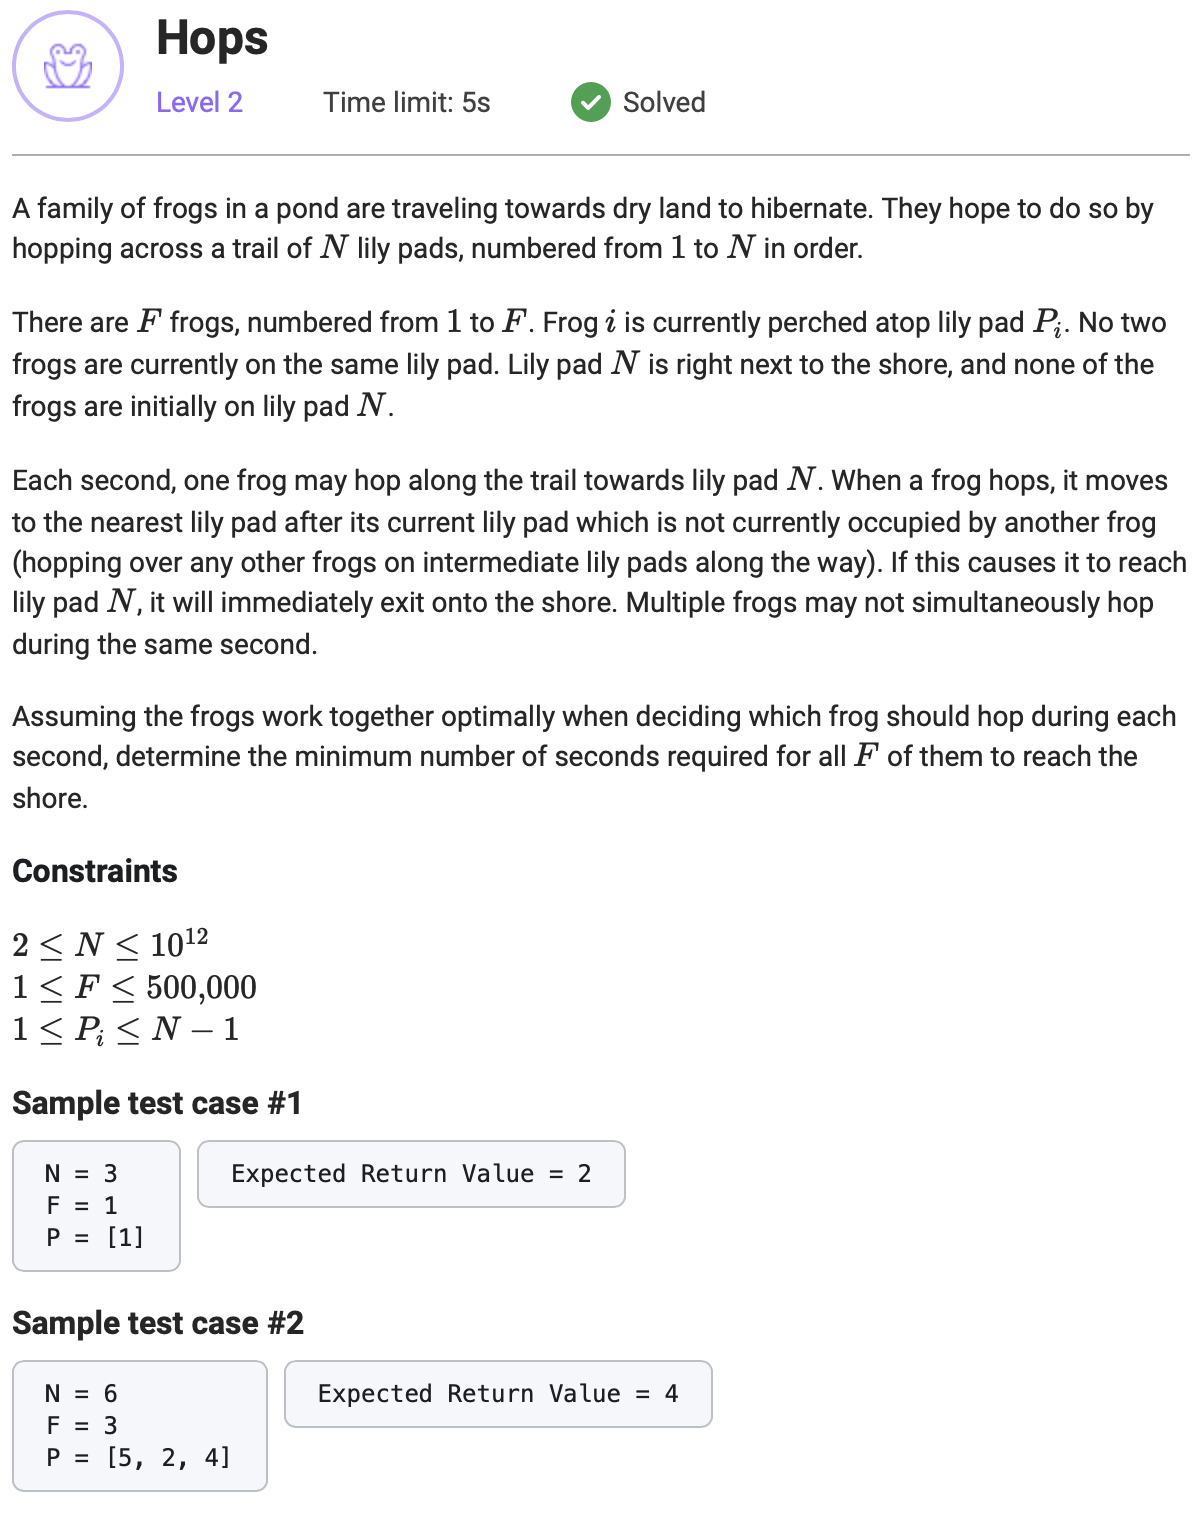 Hops
Level 2 Time limit: 5s Solved
A family of frogs in a pond are traveling towards dry land to hibernate. They hope to do so by
hopping across a trail of N lily pads, numbered from 1 to N in order.
There are F frogs, numbered from 1 to F. Frog i is currently perched atop lily pad P_i. No two
frogs are currently on the same lily pad. Lily pad N is right next to the shore, and none of the
frogs are initially on lily pad N.
Each second, one frog may hop along the trail towards lily pad N. When a frog hops, it moves
to the nearest lily pad after its current lily pad which is not currently occupied by another frog
(hopping over any other frogs on intermediate lily pads along the way). If this causes it to reach
lily pad N, it will immediately exit onto the shore. Multiple frogs may not simultaneously hop
during the same second.
Assuming the frogs work together optimally when deciding which frog should hop during each
second, determine the minimum number of seconds required for all F of them to reach the
shore.
Constraints
2 ≤ N ≤ 10^12
1 ≤ F ≤ 500,000
1 ≤ P_i ≤ N − 1
Sample test case #1
N = 3
F = 1
P = [1]
Expected Return Value = 2
Sample test case #2
N = 6
F = 3
P = [5, 2, 4]
Expected Return Value = 4